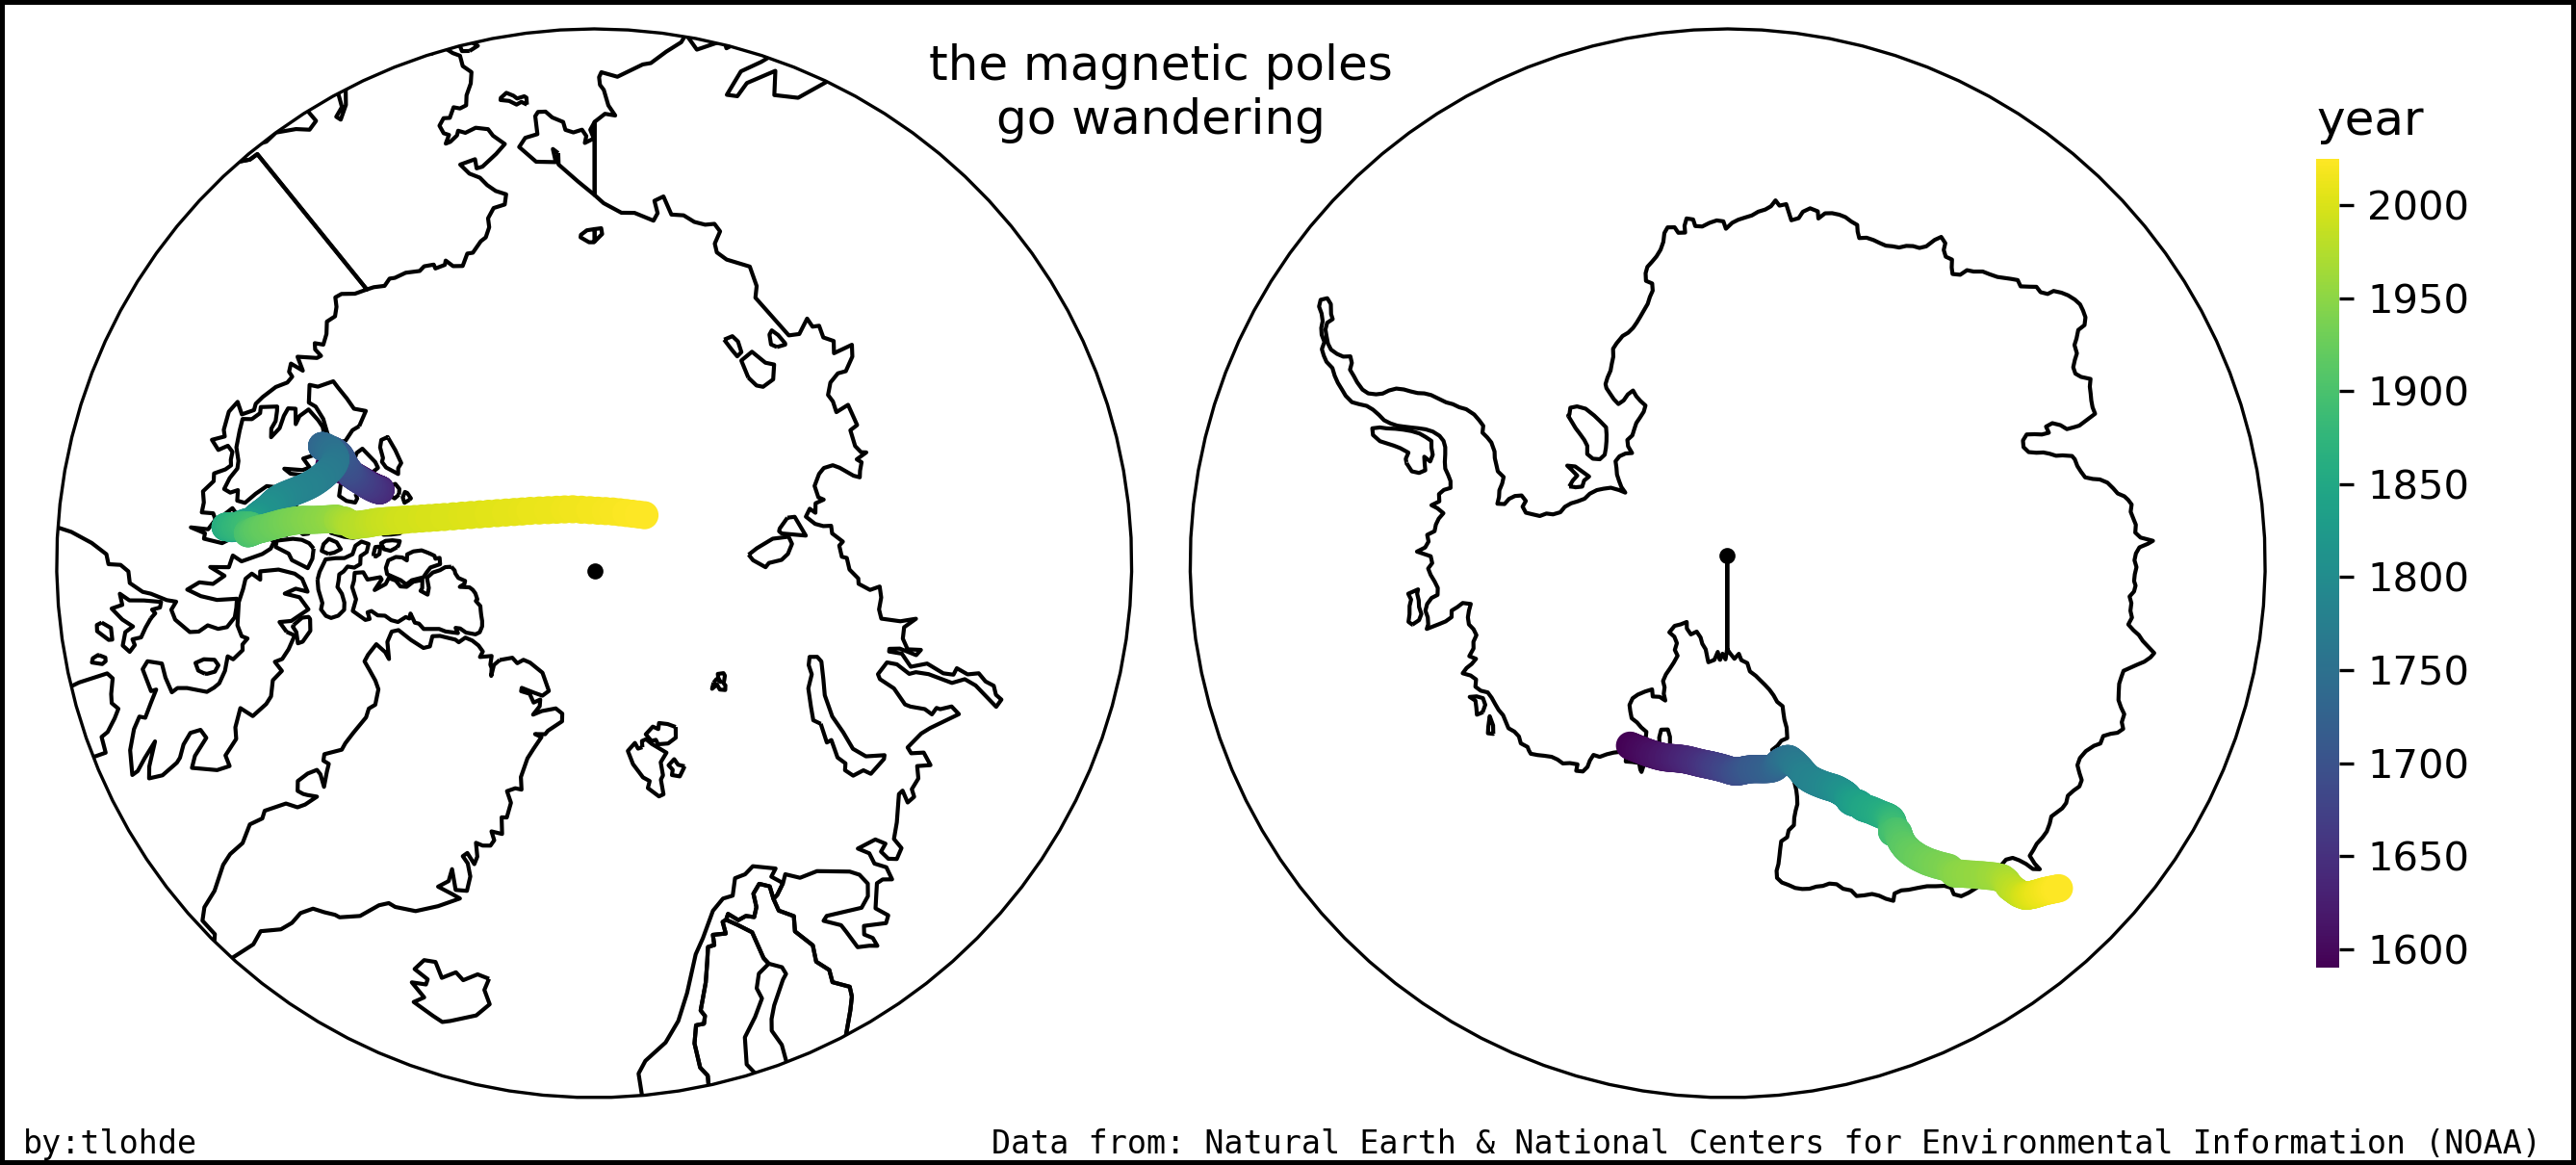 the magnetic poles
go wandering
year
2000
1950
1900
1850
1800
1750
1700
1650
1600
by:tlohde
Data from: Natural Earth & National Centers for Environmental Information (NOAA)